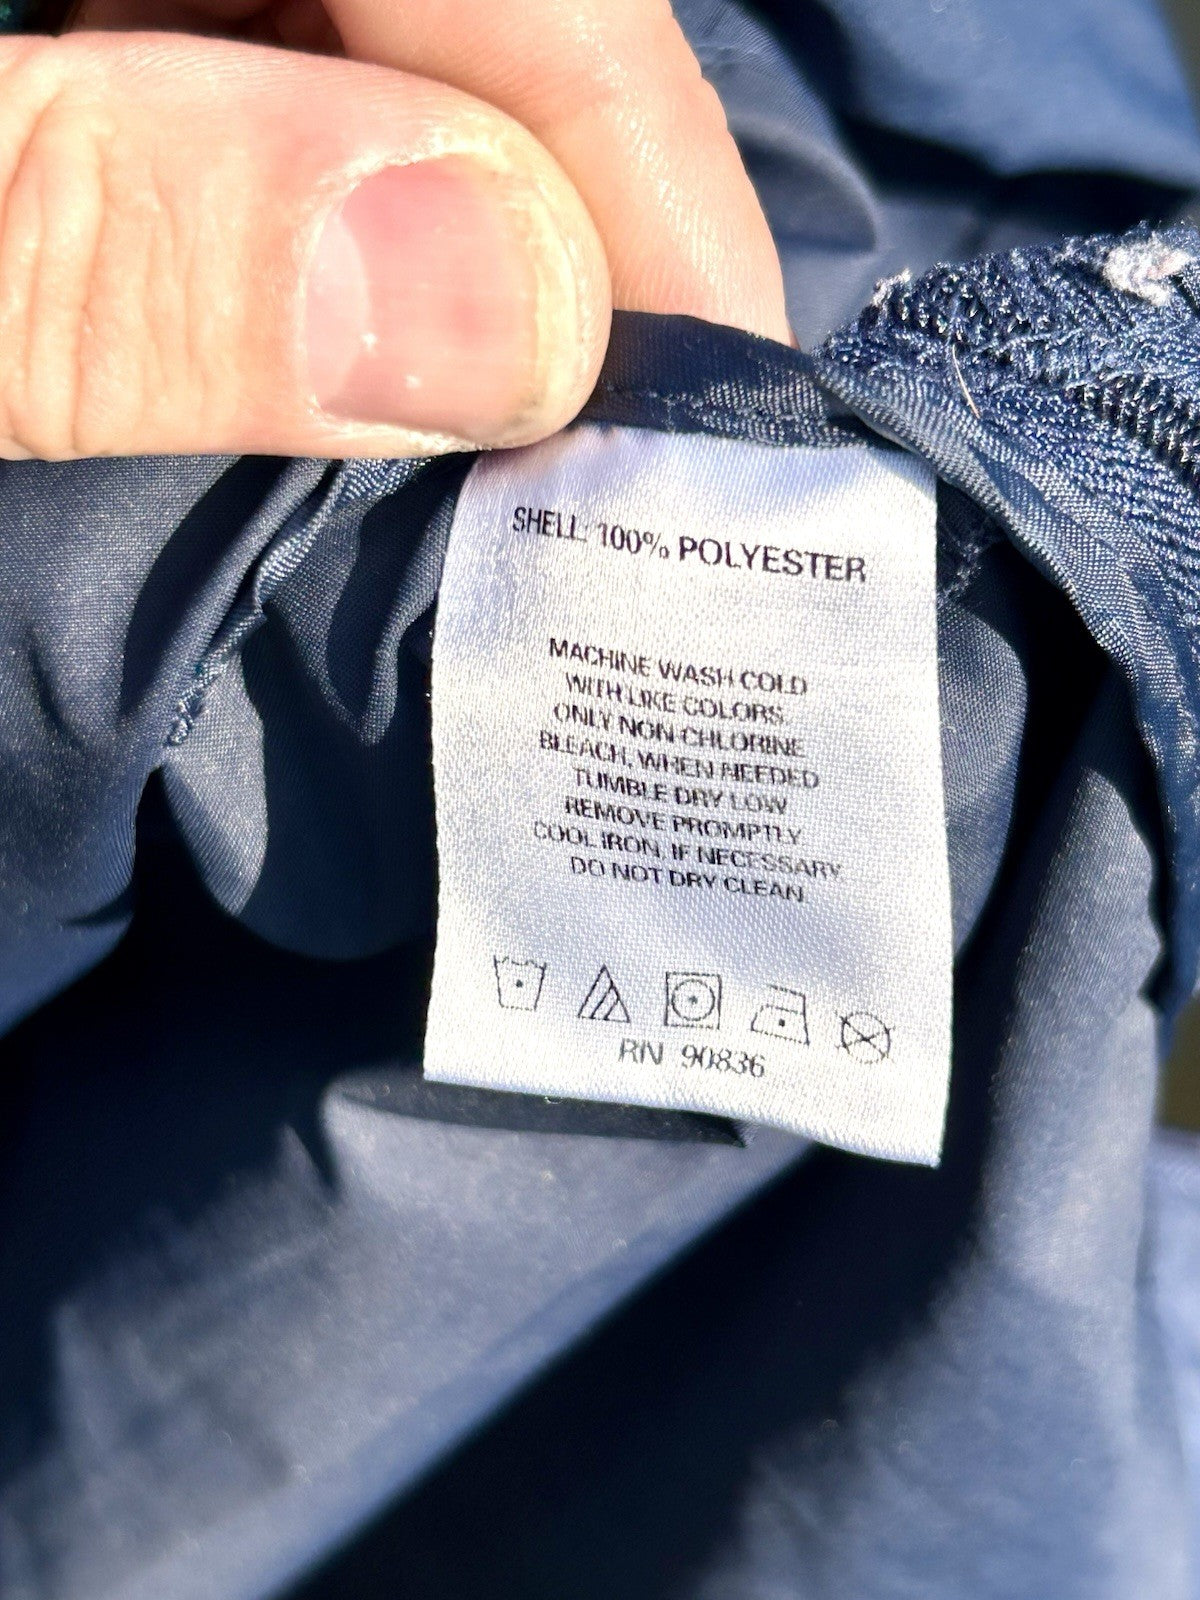 SHELL: 100% POLYESTER
MACHINE WASH COLD
WITH LIKE COLORS.
ONLY NON-CHLORINE
BLEACH, WHEN NEEDED
TUMBLE DRY LOW
REMOVE PROMPTLY
COOL IRON, IF NECESSARY.
DO NOT DRY CLEAN
RN 90836